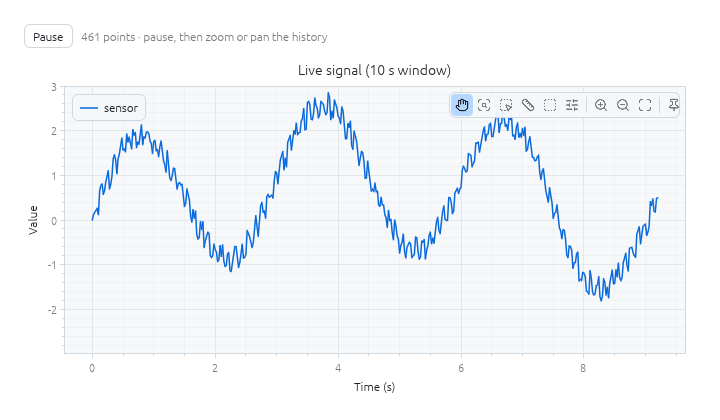 Pause
461 points · pause, then zoom or pan the history
Live signal (10 s window)
sensor
3
2
1
0
-1
-2
Value
0
2
4
6
8
Time (s)